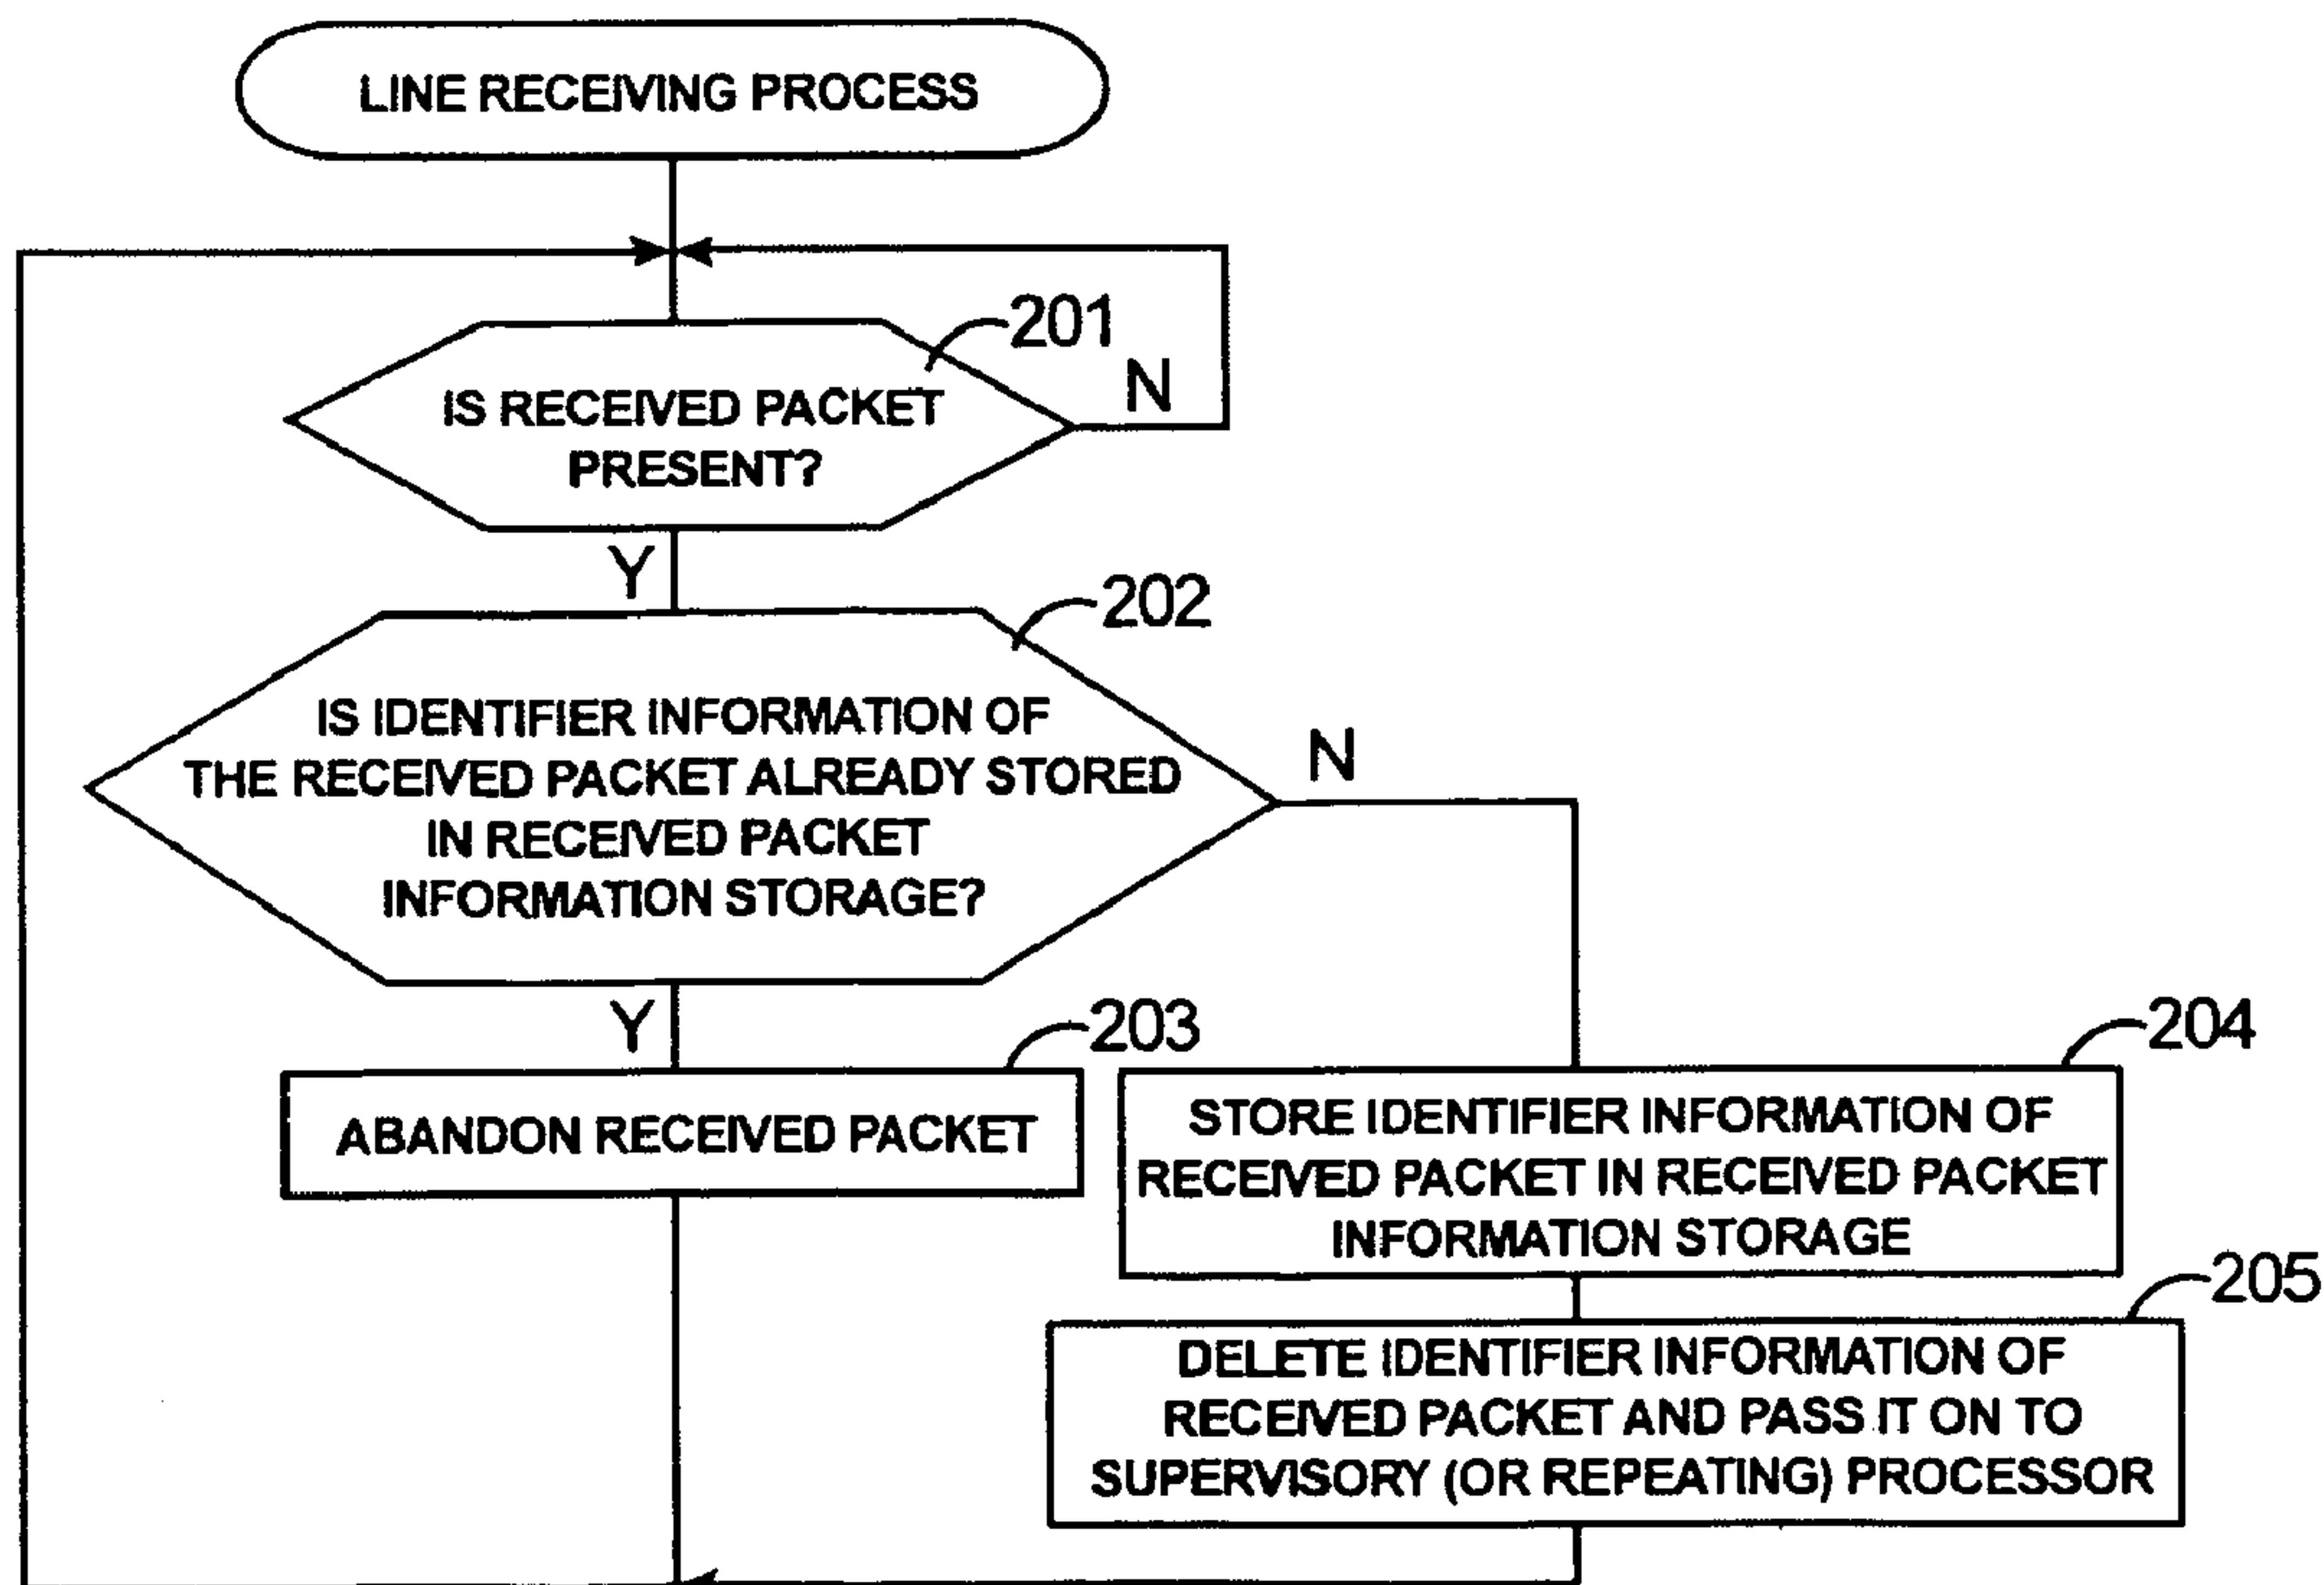 LINE RECEIVING PROCESS
201
N
IS RECEIVED PACKET
PRESENT?
Y
202
IS IDENTIFIER INFORMATION OF
THE RECEIVED PACKET ALREADY STORED
IN RECEIVED PACKET
INFORMATION STORAGE?
N
Y
203
ABANDON RECEIVED PACKET
204
STORE IDENTIFIER INFORMATION OF
RECEIVED PACKET IN RECEIVED PACKET
INFORMATION STORAGE
205
DELETE IDENTIFIER INFORMATION OF
RECEIVED PACKET AND PASS IT ON TO
SUPERVISORY (OR REPEATING) PROCESSOR